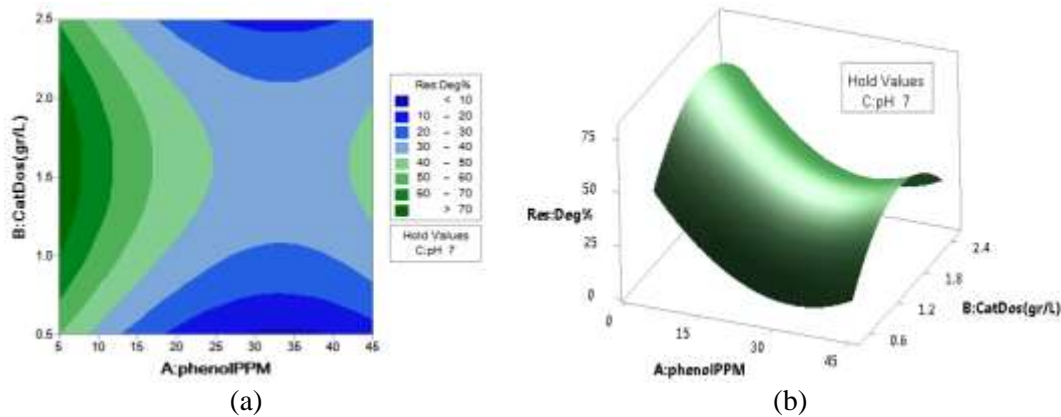 2.5
2.0
1.5
1.0
0.5
B:CatDos(gr/L)
5 10 15 20 25 30 35 40 45
A:phenolPPM
Res:Deg%
< 10
10 – 20
20 – 30
30 – 40
40 – 50
50 – 60
60 – 70
> 70
Hold Values
C:pH 7
(a)
Hold Values
C:pH 7
75
50
25
0
Res:Deg%
0 15 30 45
A:phenolPPM
2.4
1.8
1.2
0.6
B:CatDos(gr/L)
(b)